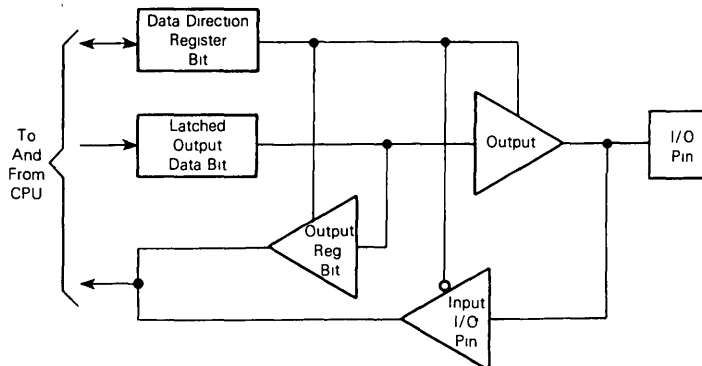 Data Direction
Register
Bit
To
And
From
CPU
Latched
Output
Data Bit
Output
I/O
Pin
Output
Reg
Bit
Input
I/O
Pin